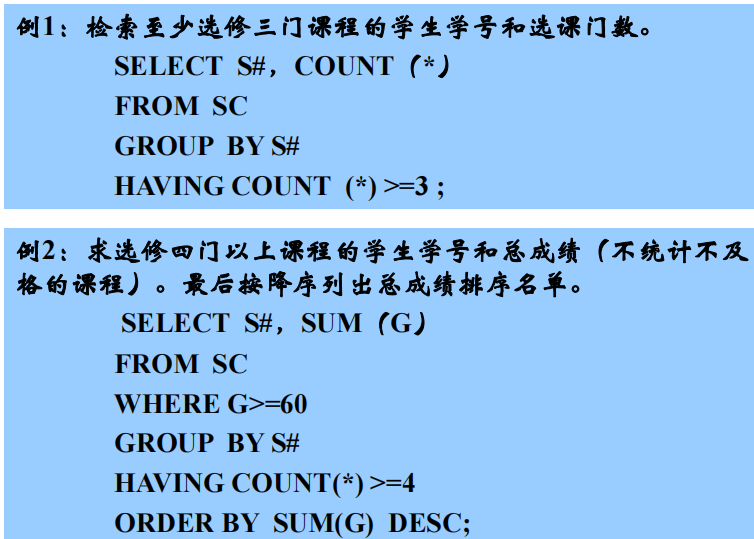 例1：检索至少选修三门课程的学生学号和选课门数。
SELECT S#，COUNT（*）
FROM SC
GROUP BY S#
HAVING COUNT (*) >=3 ;
例2：求选修四门以上课程的学生学号和总成绩（不统计不及
格的课程）。最后按降序列出总成绩排序名单。
SELECT S#，SUM（G）
FROM SC
WHERE G>=60
GROUP BY S#
HAVING COUNT(*) >=4
ORDER BY SUM(G) DESC;